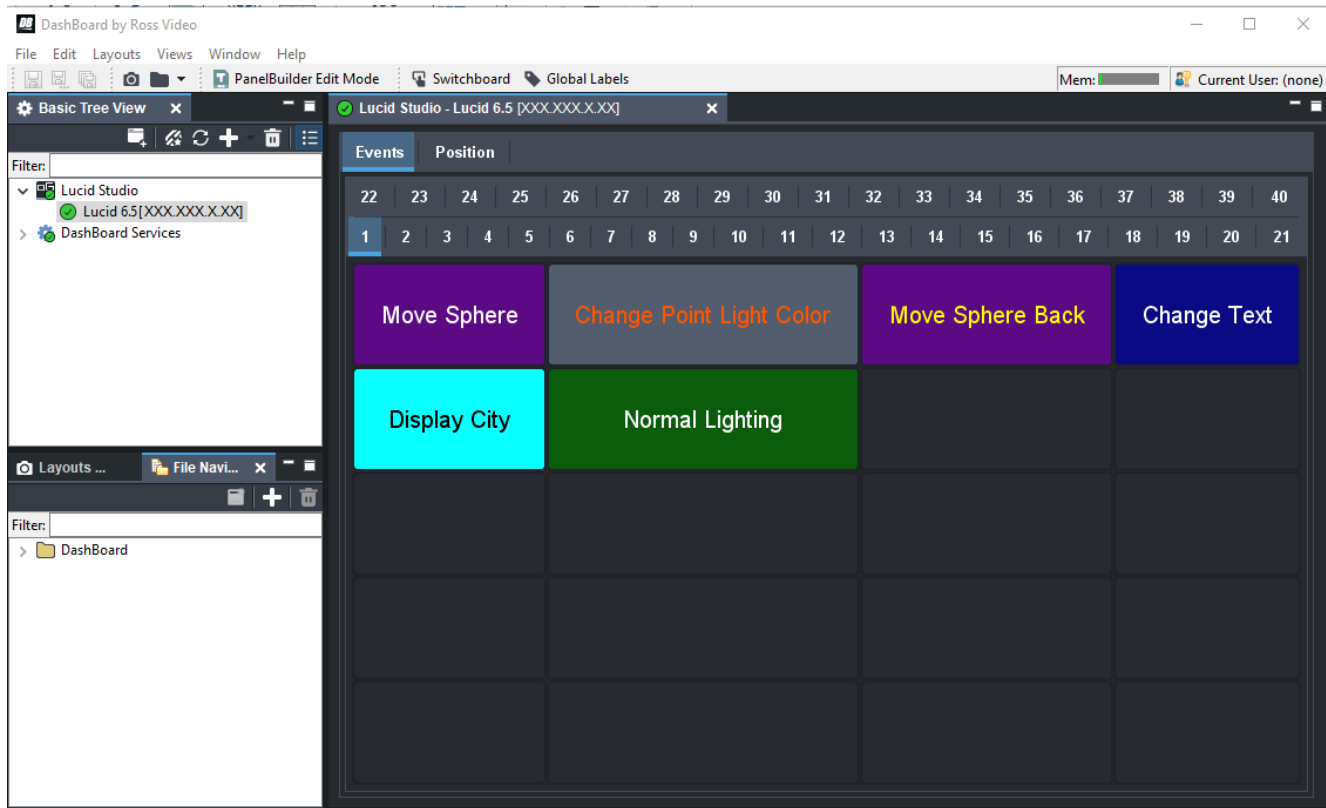 DB DashBoard by Ross Video
File Edit Layouts Views Window Help
PanelBuilder Edit Mode Switchboard Global Labels Mem: Current User: (none)
Basic Tree View
Filter:
Lucid Studio
Lucid 6.5[XXX.XXX.X.XX]
DashBoard Services
Layouts ... File Navi...
Filter:
DashBoard
Lucid Studio - Lucid 6.5 [XXX.XXX.X.XX]
Events Position
22 23 24 25 26 27 28 29 30 31 32 33 34 35 36 37 38 39 40
1 2 3 4 5 6 7 8 9 10 11 12 13 14 15 16 17 18 19 20 21
Move Sphere Change Point Light Color Move Sphere Back Change Text
Display City Normal Lighting